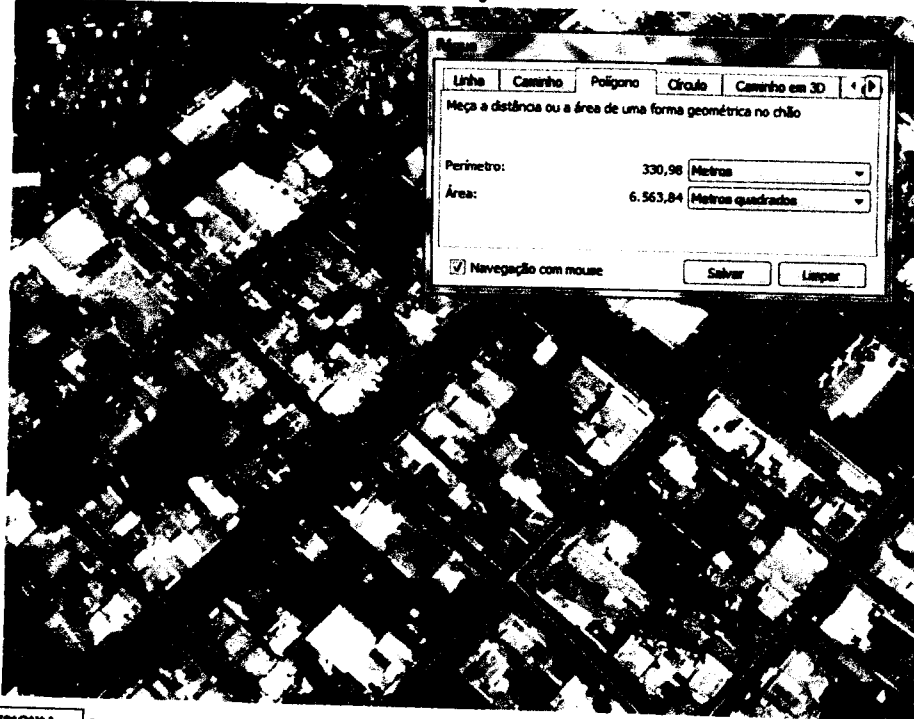 Régua
Linha Caminho Polígono Círculo Caminho em 3D
Meça a distância ou a área de uma forma geométrica no chão
Perímetro: 330,98 Metros
Área: 6.563,84 Metros quadrados
Navegação com mouse Salvar Limpar